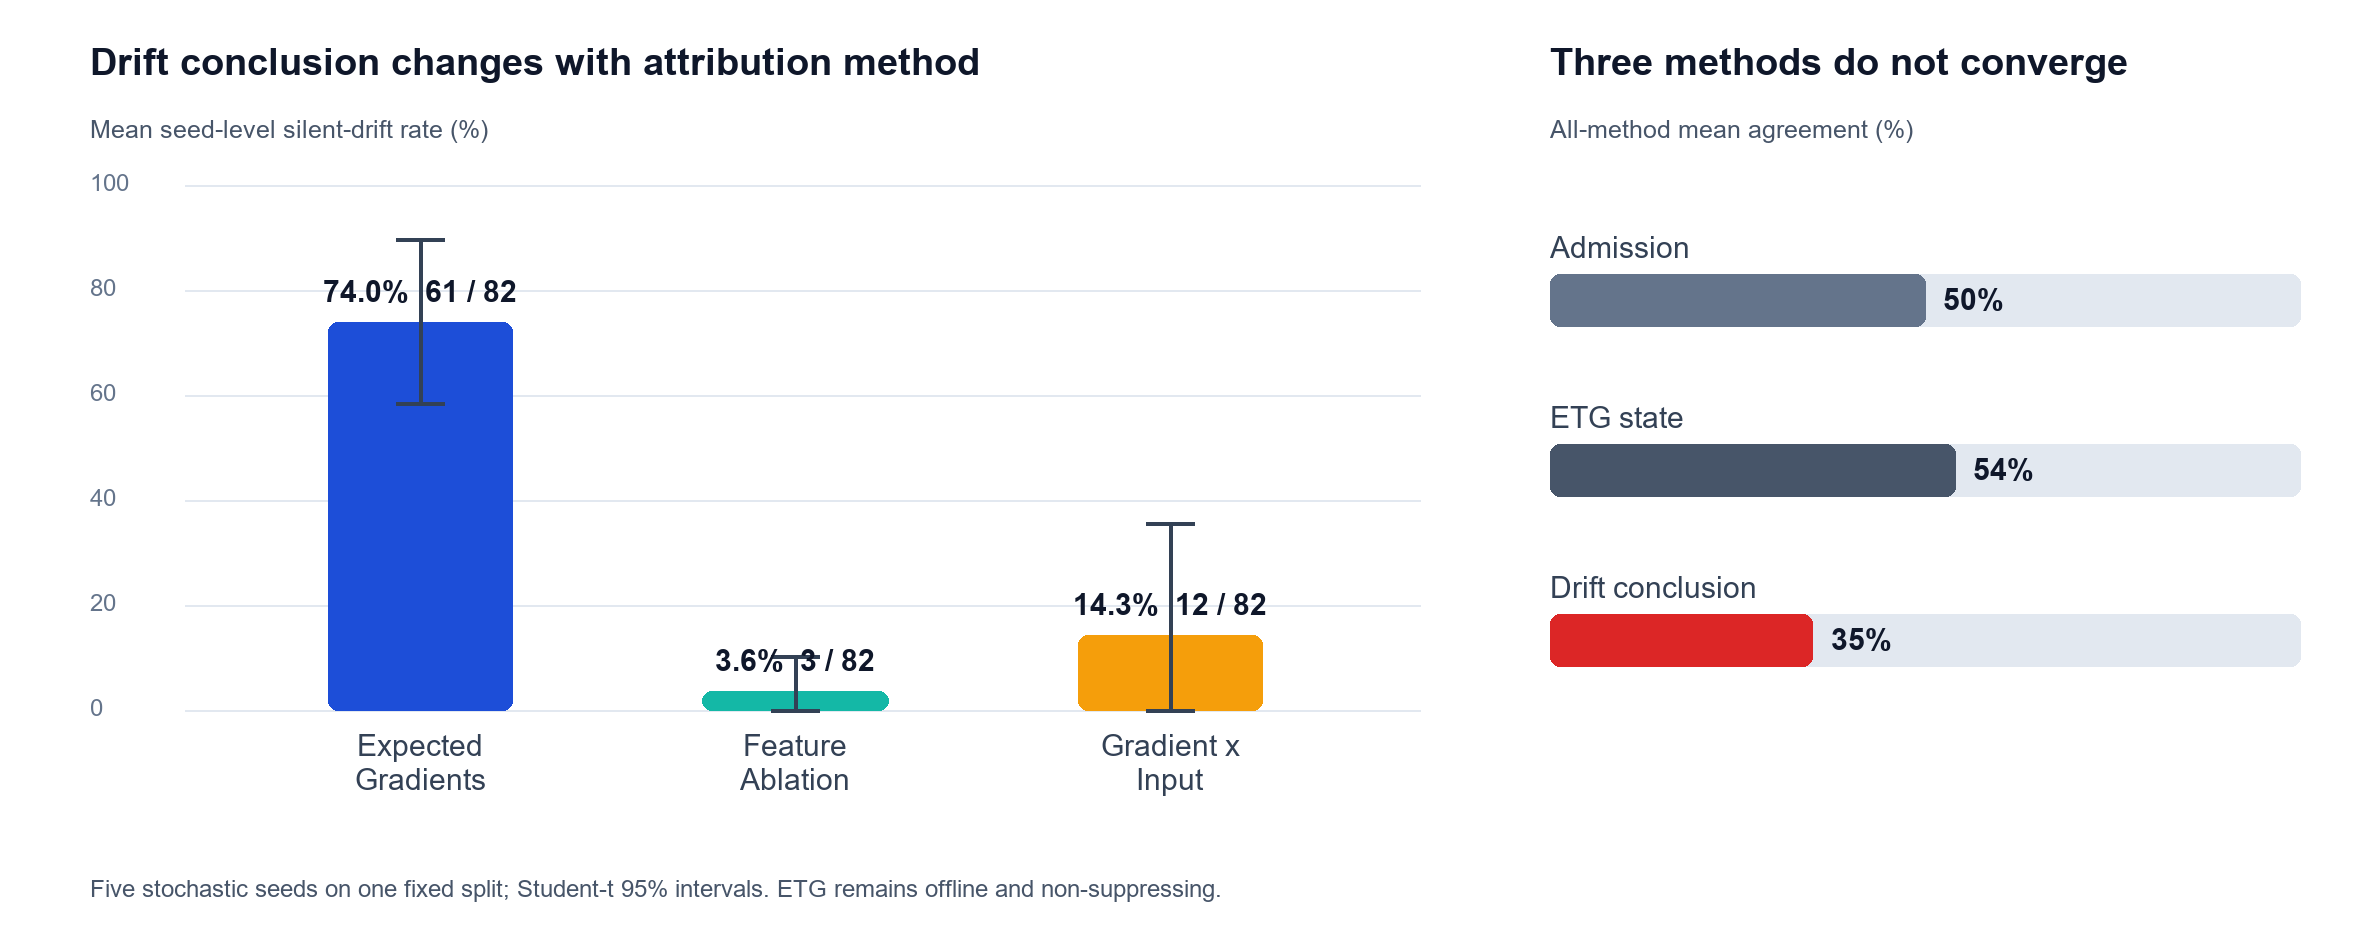 Drift conclusion changes with attribution method
Mean seed-level silent-drift rate (%)
100
80
60
40
20
0
74.0% 61 / 82
3.6% 3 / 82
14.3% 12 / 82
Expected
Gradients
Feature
Ablation
Gradient x
Input
Three methods do not converge
All-method mean agreement (%)
Admission
50%
ETG state
54%
Drift conclusion
35%
Five stochastic seeds on one fixed split; Student-t 95% intervals. ETG remains offline and non-suppressing.